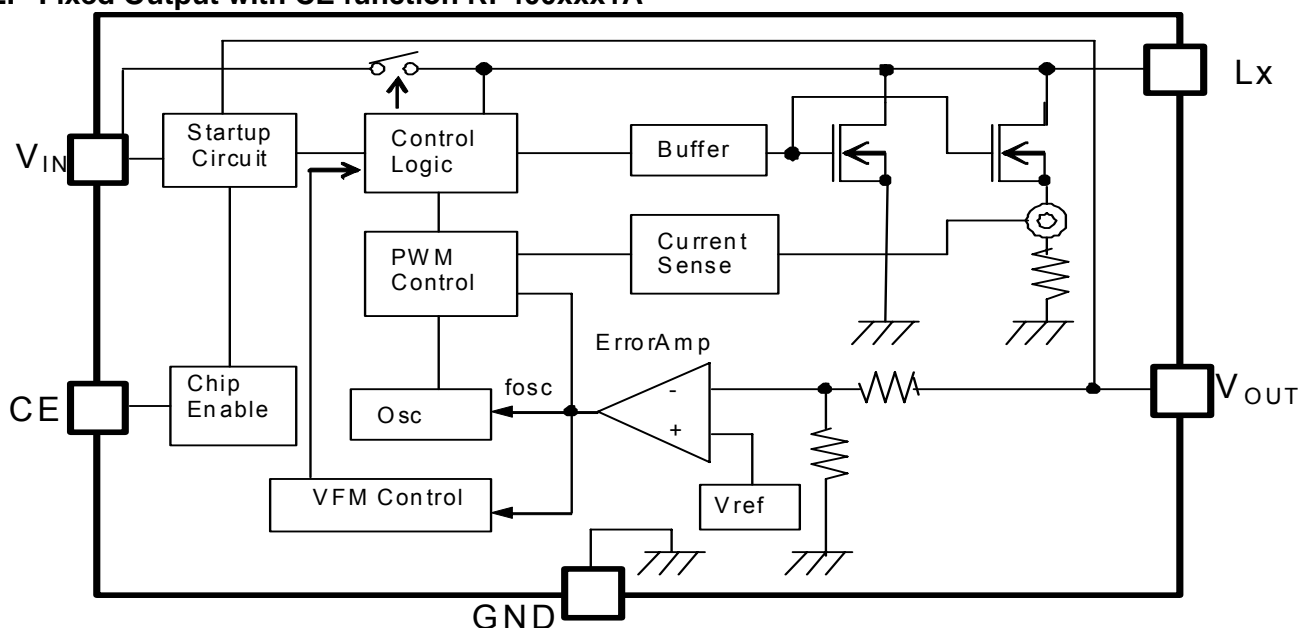 Fixed Output with CE function RP400xxx1A
Lx
Startup
Circuit
Control
Logic
Buffer
VIN
PWM
Control
Current
Sense
ErrorAmp
Chip
Enable
CE
fosc
Osc
-
+
VOUT
VFM Control
Vref
GND